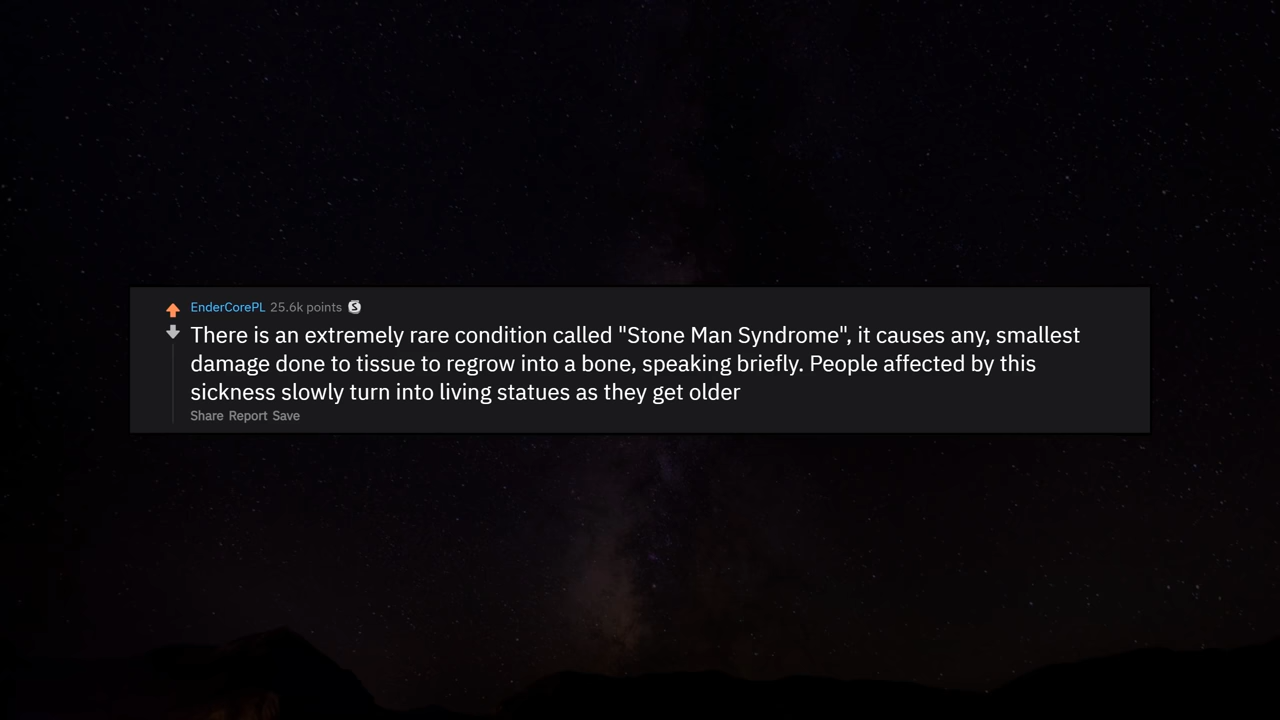 EnderCorePL 25.6k points S
There is an extremely rare condition called "Stone Man Syndrome", it causes any, smallest
damage done to tissue to regrow into a bone, speaking briefly. People affected by this
sickness slowly turn into living statues as they get older
Share Report Save